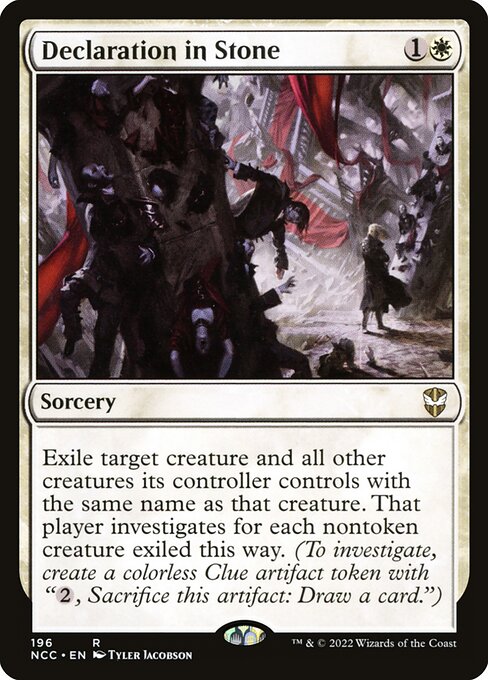 Declaration in Stone 1
Sorcery
Exile target creature and all other
creatures its controller controls with
the same name as that creature. That
player investigates for each nontoken
creature exiled this way. (To investigate,
create a colorless Clue artifact token with
“2, Sacrifice this artifact: Draw a card.”)
196 R
NCC • EN Tyler Jacobson
™ & © 2022 Wizards of the Coast